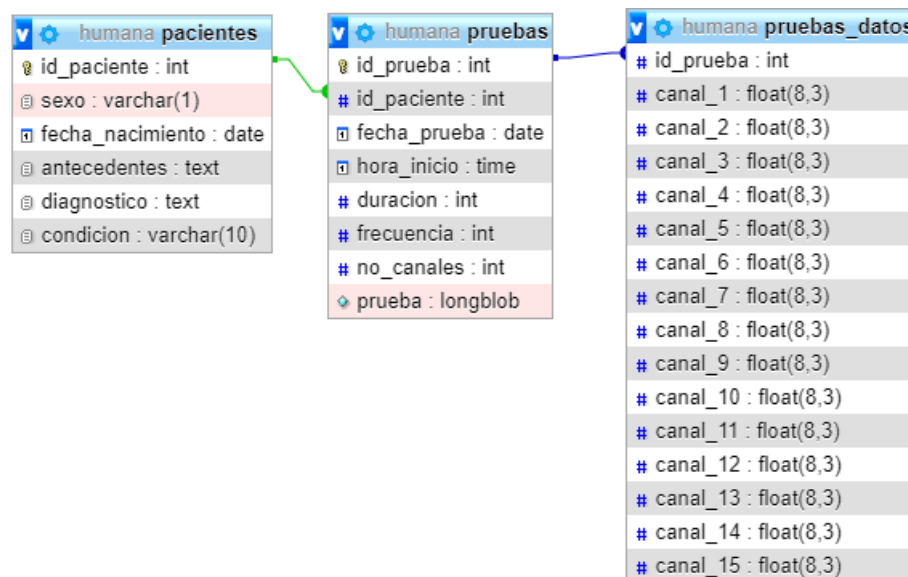 humana pacientes
id_paciente : int
sexo : varchar(1)
fecha_nacimiento : date
antecedentes : text
diagnostico : text
condicion : varchar(10)
humana pruebas
id_prueba : int
id_paciente : int
fecha_prueba : date
hora_inicio : time
duracion : int
frecuencia : int
no_canales : int
prueba : longblob
humana pruebas_datos
id_prueba : int
canal_1 : float(8,3)
canal_2 : float(8,3)
canal_3 : float(8,3)
canal_4 : float(8,3)
canal_5 : float(8,3)
canal_6 : float(8,3)
canal_7 : float(8,3)
canal_8 : float(8,3)
canal_9 : float(8,3)
canal_10 : float(8,3)
canal_11 : float(8,3)
canal_12 : float(8,3)
canal_13 : float(8,3)
canal_14 : float(8,3)
canal_15 : float(8,3)